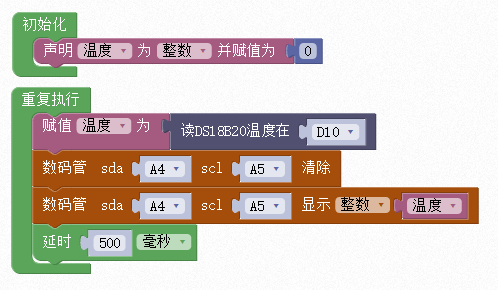 初始化
声明 温度 为 整数 并赋值为 0
重复执行
赋值 温度 为 读DS18B20温度在 D10
数码管 sda A4 scl A5 清除
数码管 sda A4 scl A5 显示 整数 温度
延时 500 毫秒